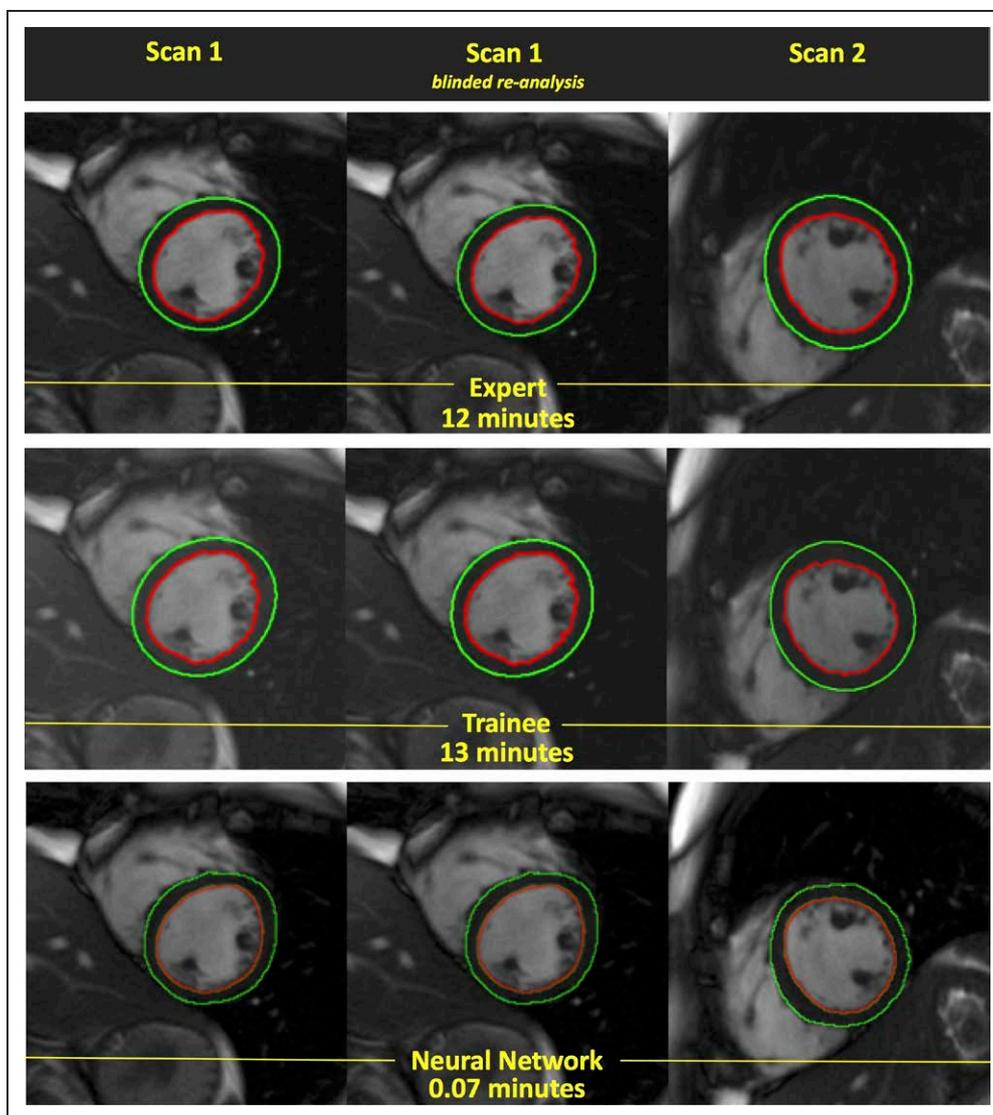 Scan 1
Scan 1
blinded re-analysis
Scan 2
Expert
12 minutes
Trainee
13 minutes
Neural Network
0.07 minutes